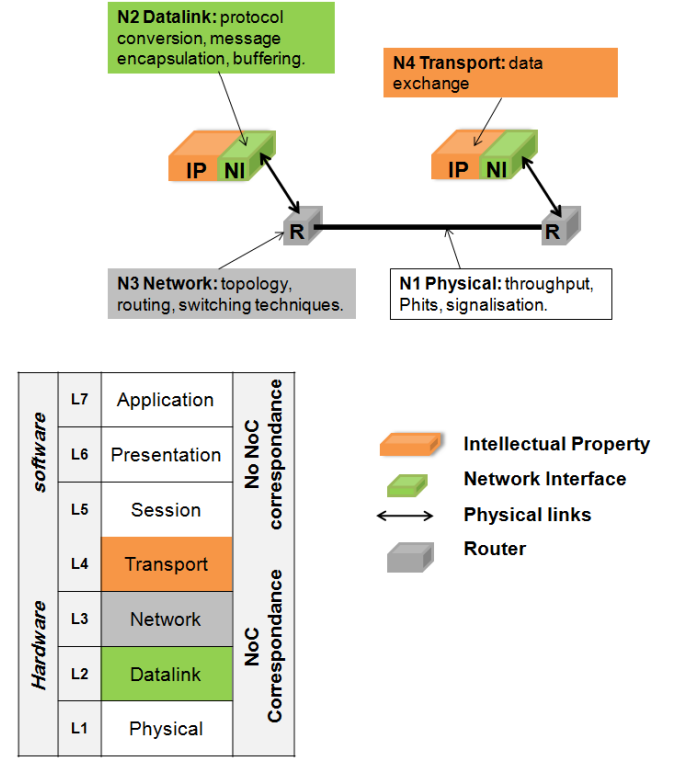 N2 Datalink: protocol
conversion, message
encapsulation, buffering.
N4 Transport: data
exchange
IP NI
IP NI
R
R
N3 Network: topology,
routing, switching techniques.
N1 Physical: throughput,
Phits, signalisation.
software
Hardware
L7 Application
L6 Presentation
L5 Session
L4 Transport
L3 Network
L2 Datalink
L1 Physical
No NoC
correspondance
NoC
Correspondance
Intellectual Property
Network Interface
Physical links
Router